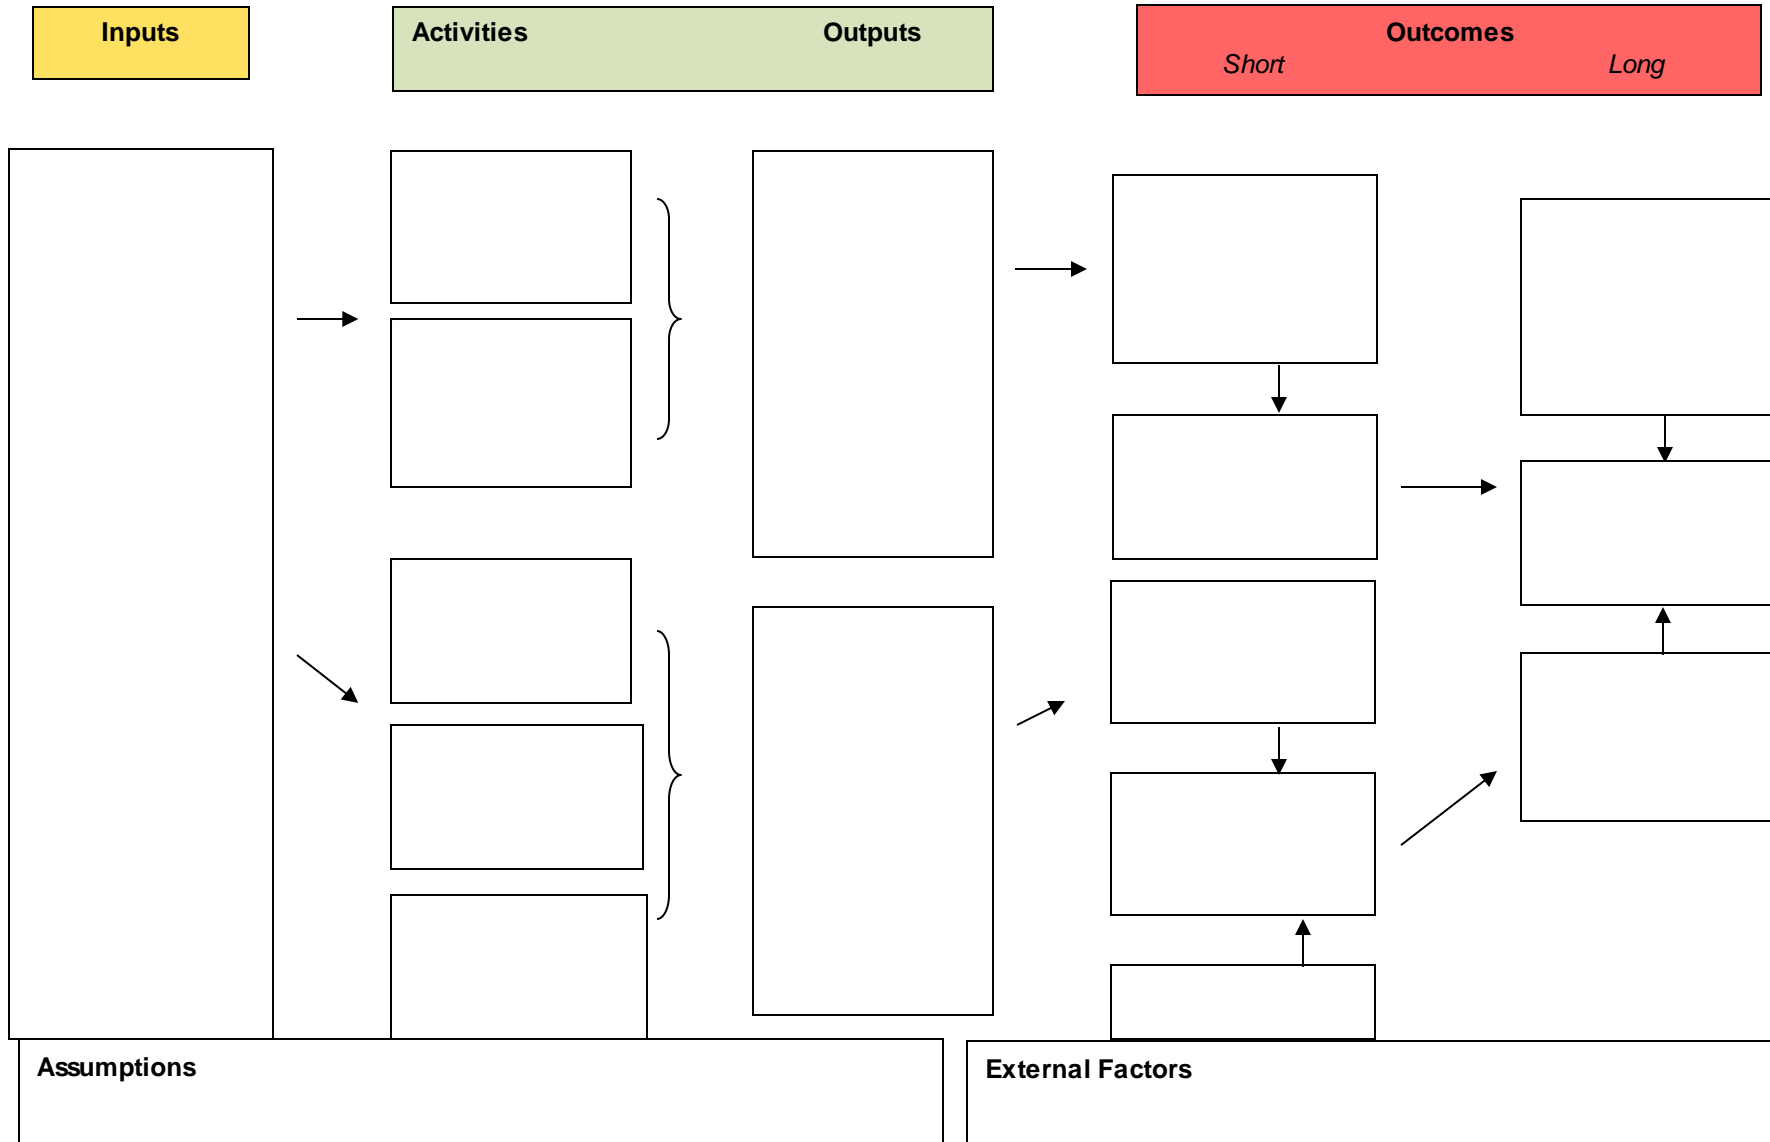 Inputs
Activities Outputs
Outcomes
Short Long
Assumptions
External Factors